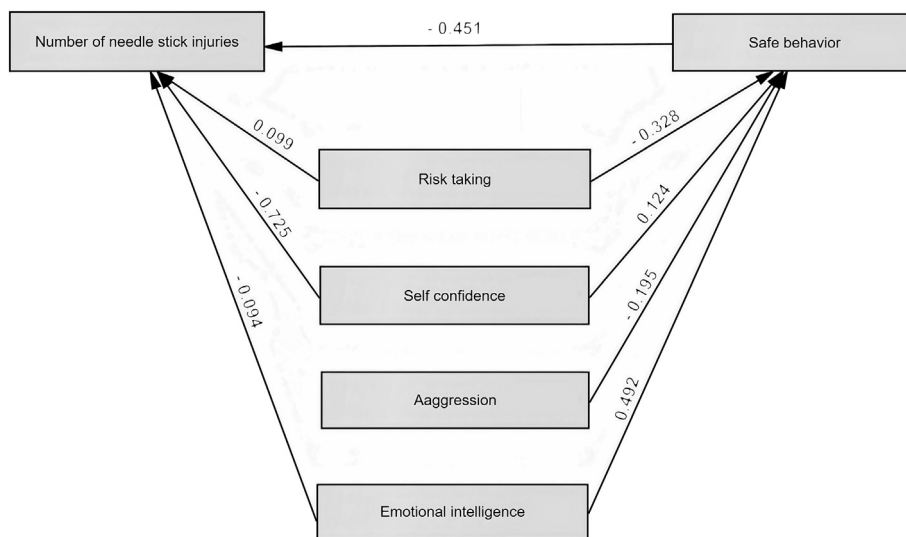 - 0.451
Number of needle stick injuries
Safe behavior
0.099
- 0.328
Risk taking
- 0.725
0.124
Self confidence
- 0.094
- 0.195
Aaggression
0.492
Emotional intelligence